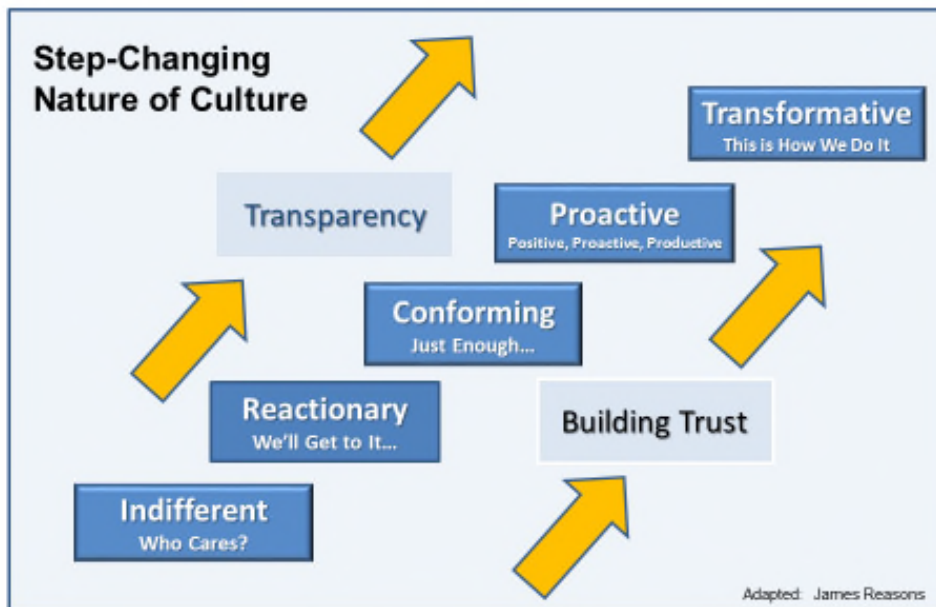 Step-Changing
Nature of Culture
Transformative
This is How We Do It
Transparency
Proactive
Positive, Proactive, Productive
Conforming
Just Enough...
Reactionary
We'll Get to It...
Building Trust
Indifferent
Who Cares?
Adapted: James Reasons